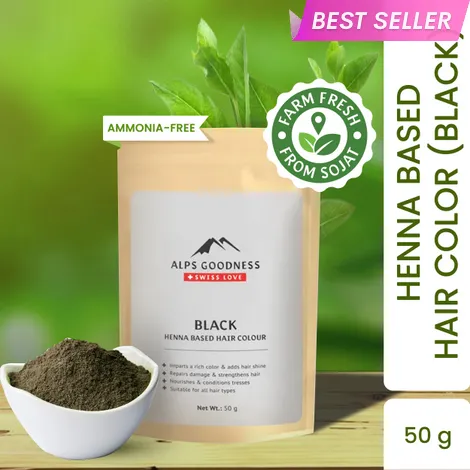 BEST SELLER
AMMONIA-FREE
FARM FRESH
FROM SOJAT
ALPS GOODNESS
SWISS LOVE
BLACK
HENNA BASED HAIR COLOUR
Imparts a rich color & adds hair shine
Repairs damage & strengthens hair
Nourishes & conditions tresses
Suitable for all hair types
Net Wt.: 50 g
HENNA BASED
HAIR COLOR (BLACK)
50 g